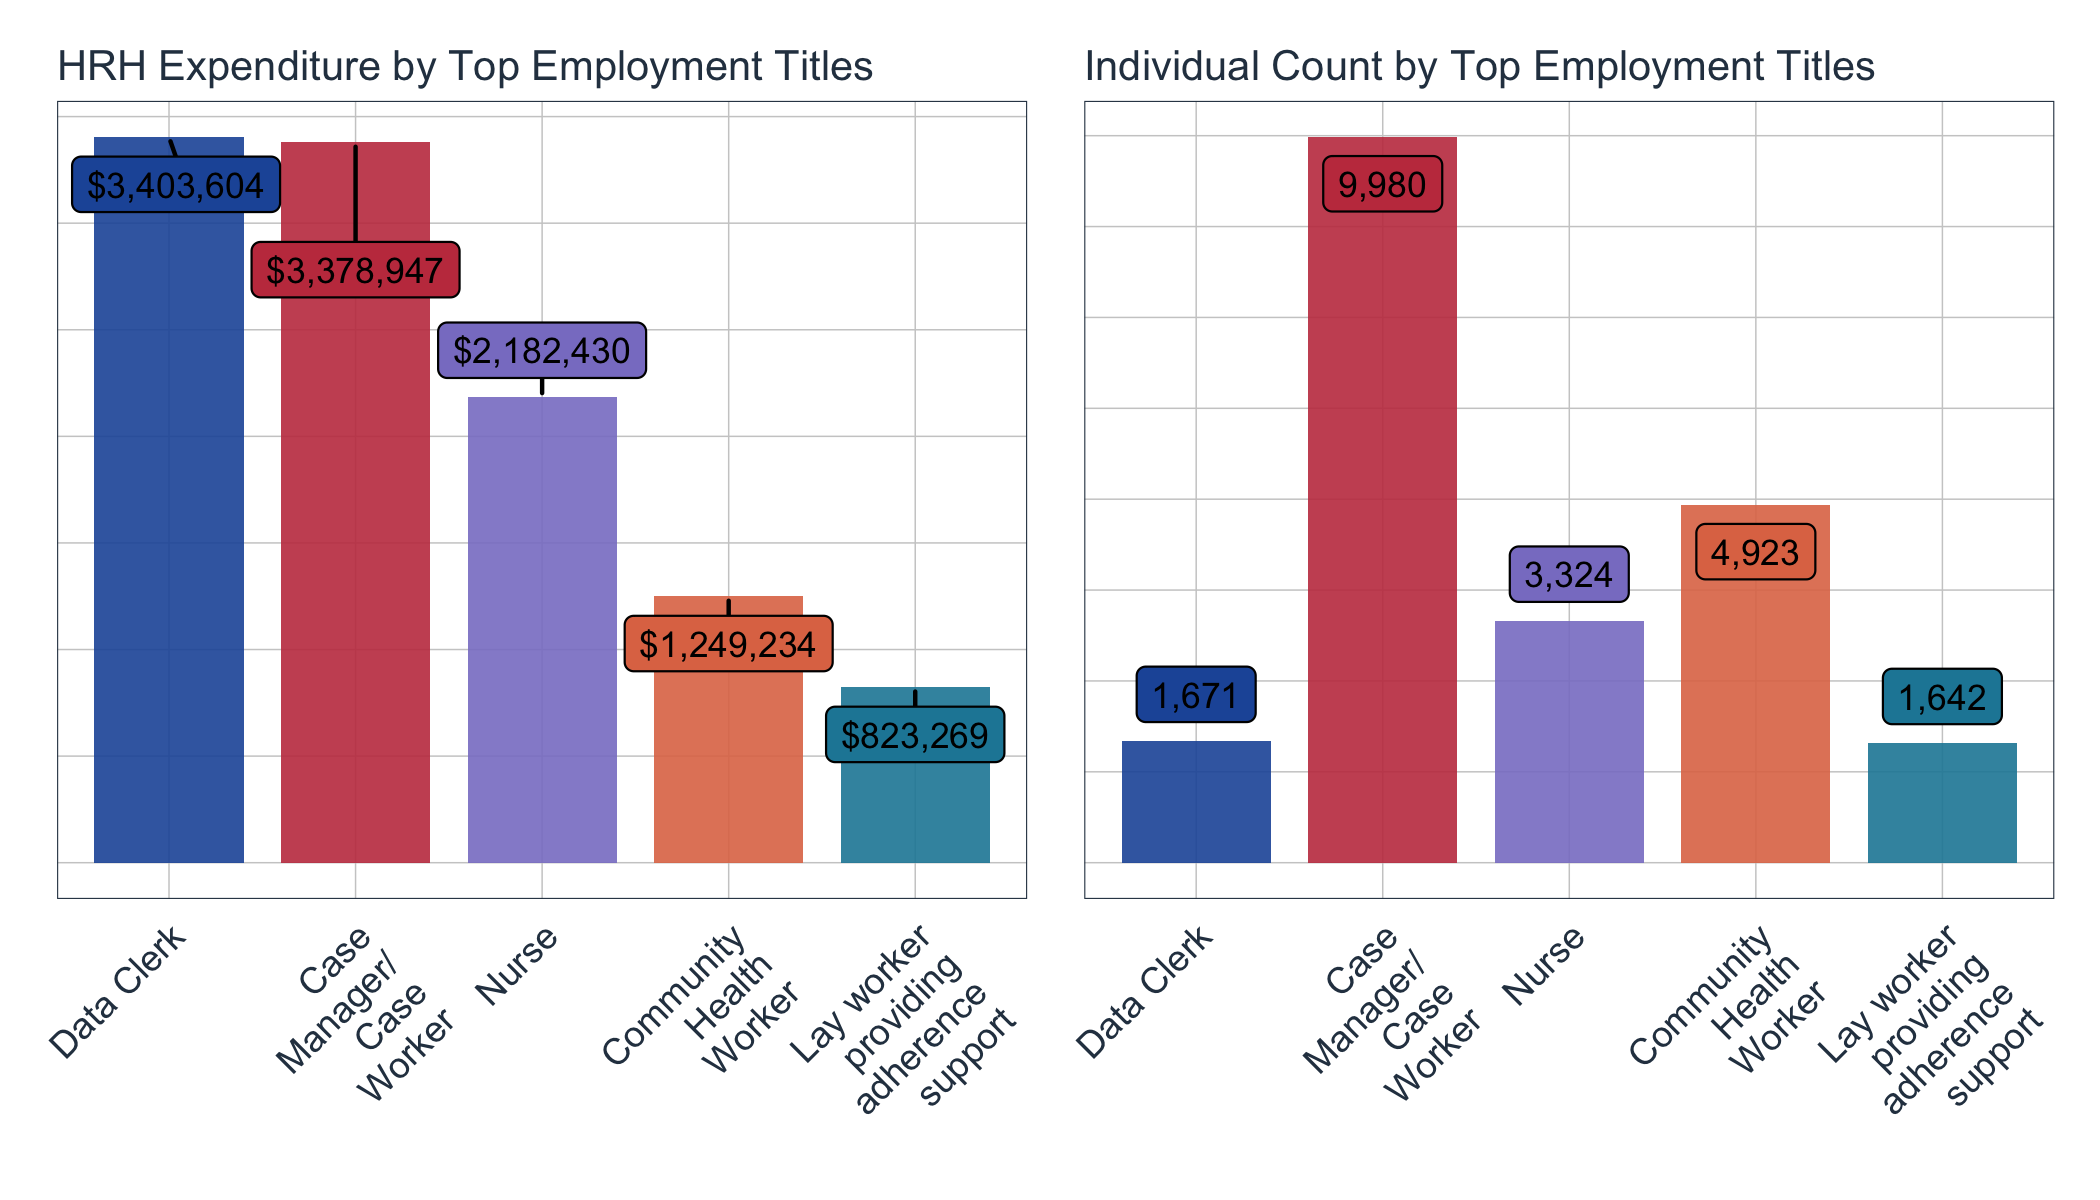 HRH Expenditure by Top Employment Titles
$3,403,604
$3,378,947
$2,182,430
$1,249,234
$823,269
Data Clerk
Case
Manager/
Case
Worker
Nurse
Community
Health
Worker
Lay worker
providing
adherence
support
Individual Count by Top Employment Titles
1,671
9,980
3,324
4,923
1,642
Data Clerk
Case
Manager/
Case
Worker
Nurse
Community
Health
Worker
Lay worker
providing
adherence
support